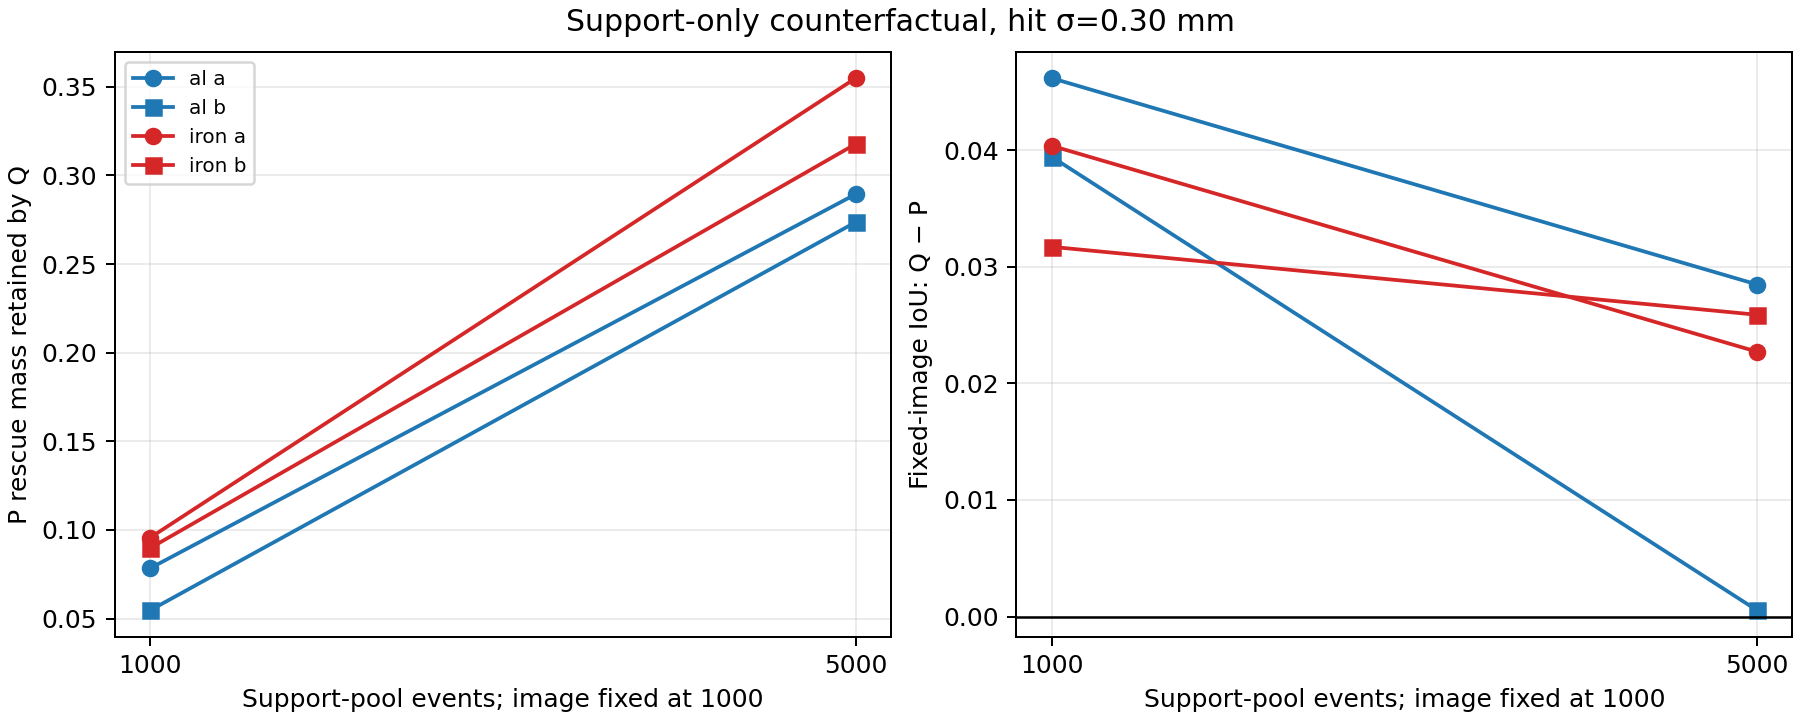 Support-only counterfactual, hit σ=0.30 mm
P rescue mass retained by Q
0.35
0.30
0.25
0.20
0.15
0.10
0.05
al a
al b
iron a
iron b
1000
5000
Support-pool events; image fixed at 1000
Fixed-image IoU: Q − P
0.04
0.03
0.02
0.01
0.00
1000
5000
Support-pool events; image fixed at 1000